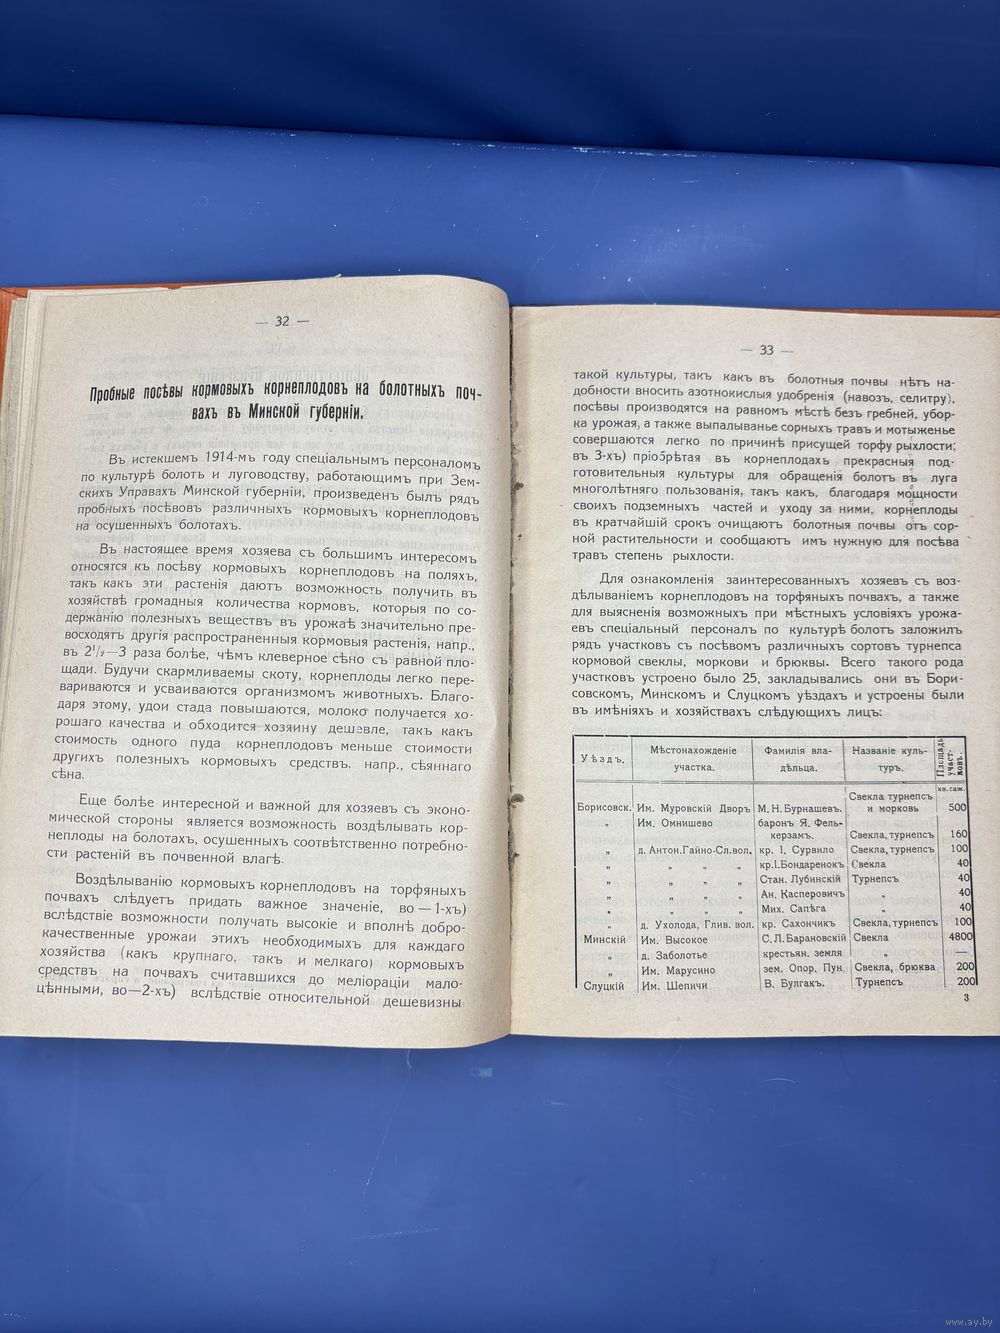 — 32 —
Пробные посѣвы кормовыхъ корнеплодовъ на болотныхъ поч-
вахъ въ Минской губерніи.
Въ истекшемъ 1914-мъ году спеціальнымъ персоналомъ
по культурѣ болотъ и луговодству, работающимъ при Зем-
скихъ Управахъ Минской губерніи, произведенъ былъ рядъ
пробныхъ посѣвовъ различныхъ кормовыхъ корнеплодовъ
на осушенныхъ болотахъ.
Въ настоящее время хозяева съ большимъ интересомъ
относятся къ посѣву кормовыхъ корнеплодовъ на поляхъ,
такъ какъ эти растенія даютъ возможность получить въ
хозяйствѣ громадныя количества кормовъ, которыя по со-
держанію полезныхъ веществъ въ урожаѣ значительно пре-
восходятъ другія распространенныя кормовыя растенія, напр.,
въ 2¹/₂—3 раза болѣе, чѣмъ клеверное сѣно съ равной пло-
щади. Будучи скармливаемы скоту, корнеплоды легко пере-
вариваются и усваиваются организмомъ животныхъ. Благо-
даря этому, удои стада повышаются, молоко получается хо-
рошаго качества и обходится хозяину дешевле, такъ какъ
стоимость одного пуда корнеплодовъ меньше стоимости
другихъ полезныхъ кормовыхъ средствъ. напр., сѣяннаго
сѣна.
Еще болѣе интересной и важной для хозяевъ съ эконо-
мической стороны является возможность воздѣлывать кор-
неплоды на болотахъ, осушенныхъ соотвѣтственно потребно-
сти растеній въ почвенной влагѣ.
Воздѣлыванію кормовыхъ корнеплодовъ на торфяныхъ
почвахъ слѣдуетъ придать важное значеніе, во — 1-хъ)
вслѣдствіе возможности получать высокіе и вполнѣ добро-
качественные урожаи этихъ необходимыхъ для каждаго
хозяйства (какъ крупнаго, такъ и мелкаго) кормовыхъ
средствъ на почвахъ считавшихся до меліораціи мало-
цѣнными, во—2-хъ) вслѣдствіе относительной дешевизны
— 33 —
такой культуры, такъ какъ въ болотныя почвы нѣтъ на-
добности вносить азотнокислыя удобренія (навозъ, селитру),
посѣвы производятся на равномъ мѣстѣ безъ гребней, убор-
ка урожая, а также выпалыванье сорныхъ травъ и мотыженье
совершаются легко по причинѣ присущей торфу рыхлости;
въ 3-хъ) пріобрѣтая въ корнеплодахъ прекрасныя под-
готовительныя культуры для обращенія болотъ въ луга
многолѣтняго пользованія, такъ какъ, благодаря мощности
своихъ подземныхъ частей и уходу за ними, корнеплоды
въ кратчайшій срокъ очищаютъ болотныя почвы отъ сор-
ной растительности и сообщаютъ имъ нужную для посѣва
травъ степень рыхлости.
Для ознакомленія заинтересованныхъ хозяевъ съ воз-
дѣлываніемъ корнеплодовъ на торфяныхъ почвахъ, а также
для выясненія возможныхъ при мѣстныхъ условіяхъ урожа-
евъ спеціальный персоналъ по культурѣ болотъ заложилъ
рядъ участковъ съ посѣвомъ различныхъ сортовъ турнепса
кормовой свеклы, моркови и брюквы. Всего такого рода
участковъ устроено было 25, закладывались они въ Бори-
совскомъ, Минскомъ и Слуцкомъ уѣздахъ и устроены были
въ имѣніяхъ и хозяйствахъ слѣдующихъ лицъ:
Уѣздъ. Мѣстонахожденіе участка. Фамилія вла-дѣльца. Названіе куль-туръ. Площадь участ-ковъ.
кв. саж.
Борисовск. Им. Муровскій Дворъ М. Н. Бурнашевъ. Свекла турнепсъ и морковь 500
„ Им. Омнишево баронъ Я. Фель-керзамъ. Свекла, турнепсъ 160
„ д. Антон.Гайно-Сл.вол. кр. І. Сурвило Свекла, турнепсъ 100
„ „ „ „ кр.І.Бондаренокъ Свекла 40
„ „ „ „ Стан. Лубинскій Турнепсъ 40
„ „ „ „ Ан. Касперовичъ „ 40
„ „ „ „ Мих. Сапѣга „ 40
„ д. Ухолода, Глив. вол. кр. Сахончикъ Свекла, турнепсъ 100
Минскій Им. Высокое С. Л. Барановскій Свекла 4800
„ д. Заболотье крестьян. земля „ —
„ Им. Марусино зем. Опор. Пун. Свекла, брюква 200
Слуцкій Им. Шепичи В. Булгакъ. Турнепсъ 200
3
www.ay.by